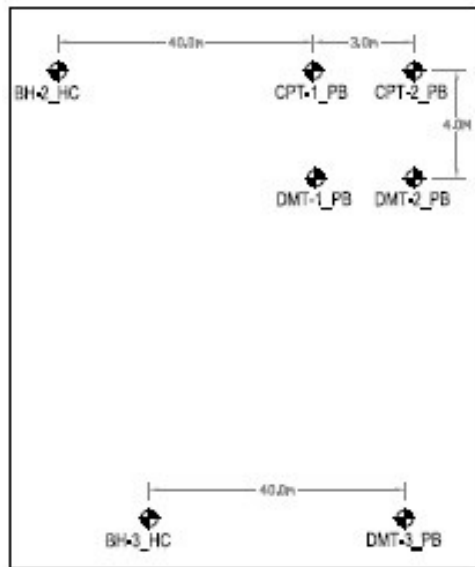 40.0m 3.0m
BH-2_HC CPT-1_PB CPT-2_PB
4.0M
DMT-1_PB DMT-2_PB
40.0M
BH-3_HC DMT-3_PB